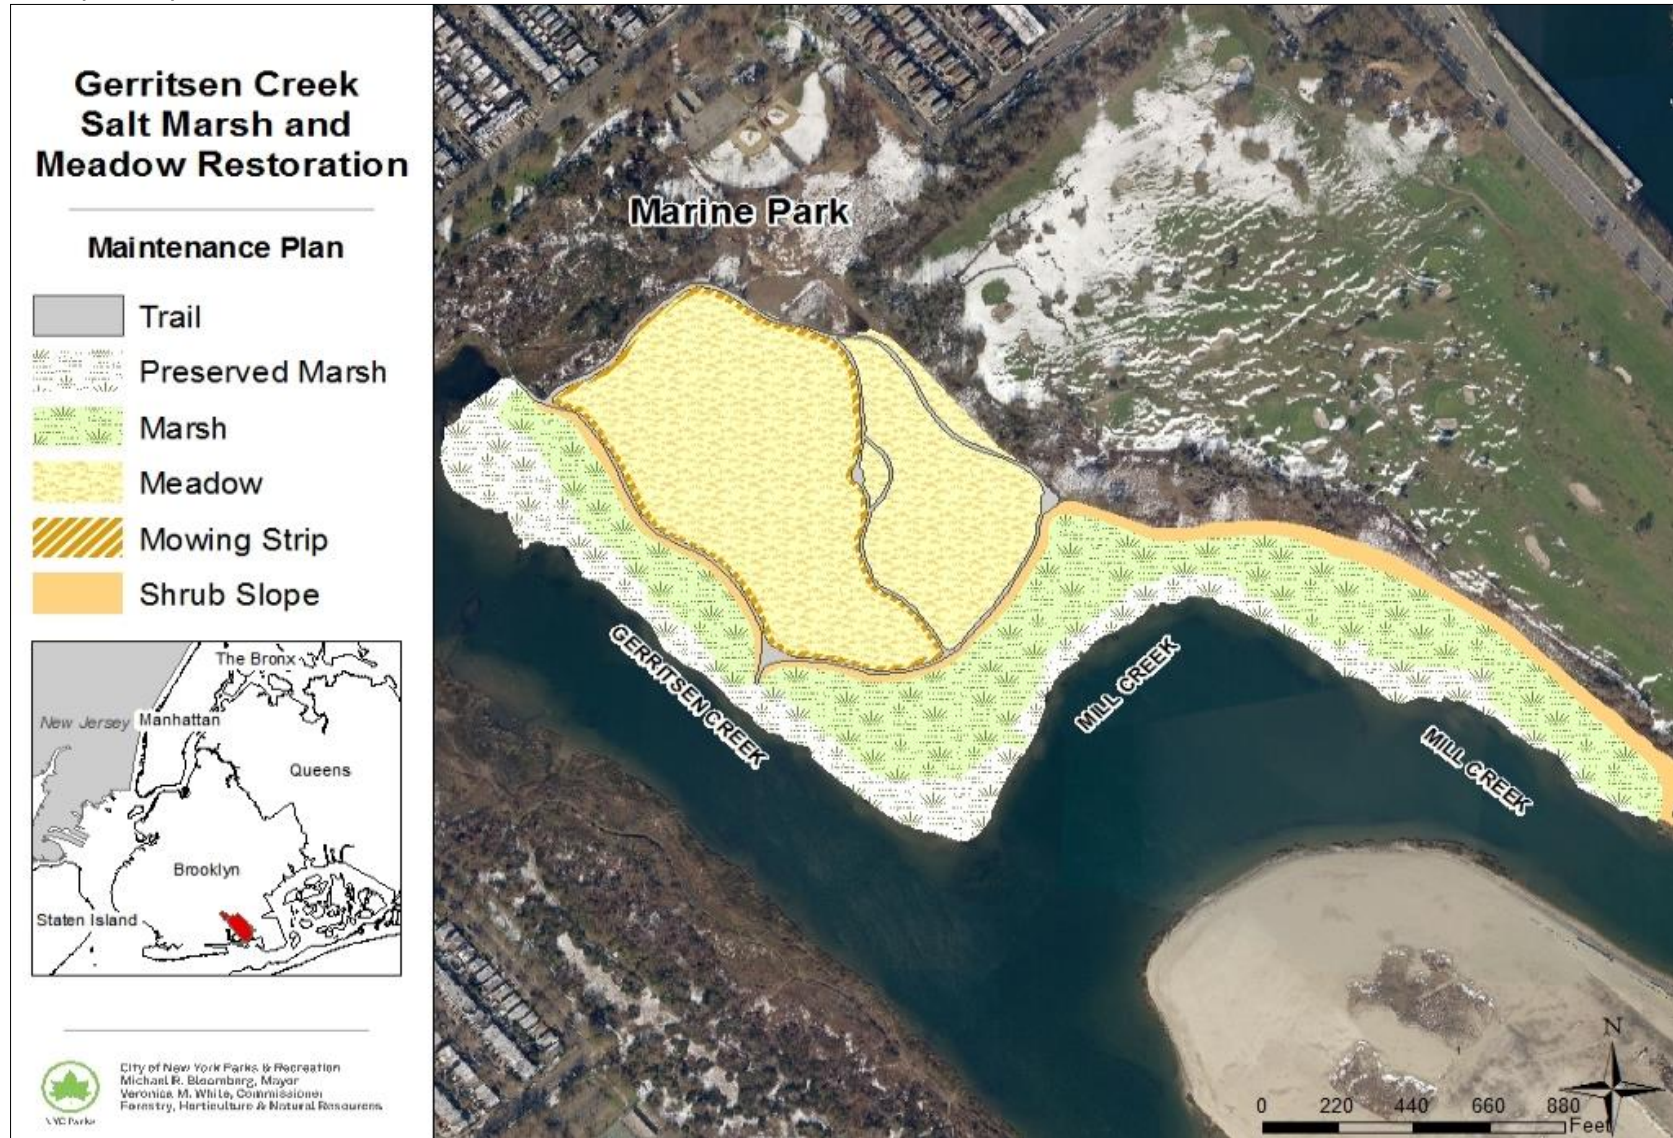 Gerritsen Creek
Salt Marsh and
Meadow Restoration
Maintenance Plan
Trail
Preserved Marsh
Marsh
Meadow
Mowing Strip
Shrub Slope
The Bronx
New Jersey
Manhattan
Queens
Brooklyn
Staten Island
City of New York Parks & Recreation
Michael R. Bloomberg, Mayor
Veronica M. White, Commissioner
Forestry, Horticulture & Natural Resources
NYC Parks
Marine Park
GERRITSEN CREEK
MILL CREEK
MILL CREEK
N
0 220 440 660 880
Feet